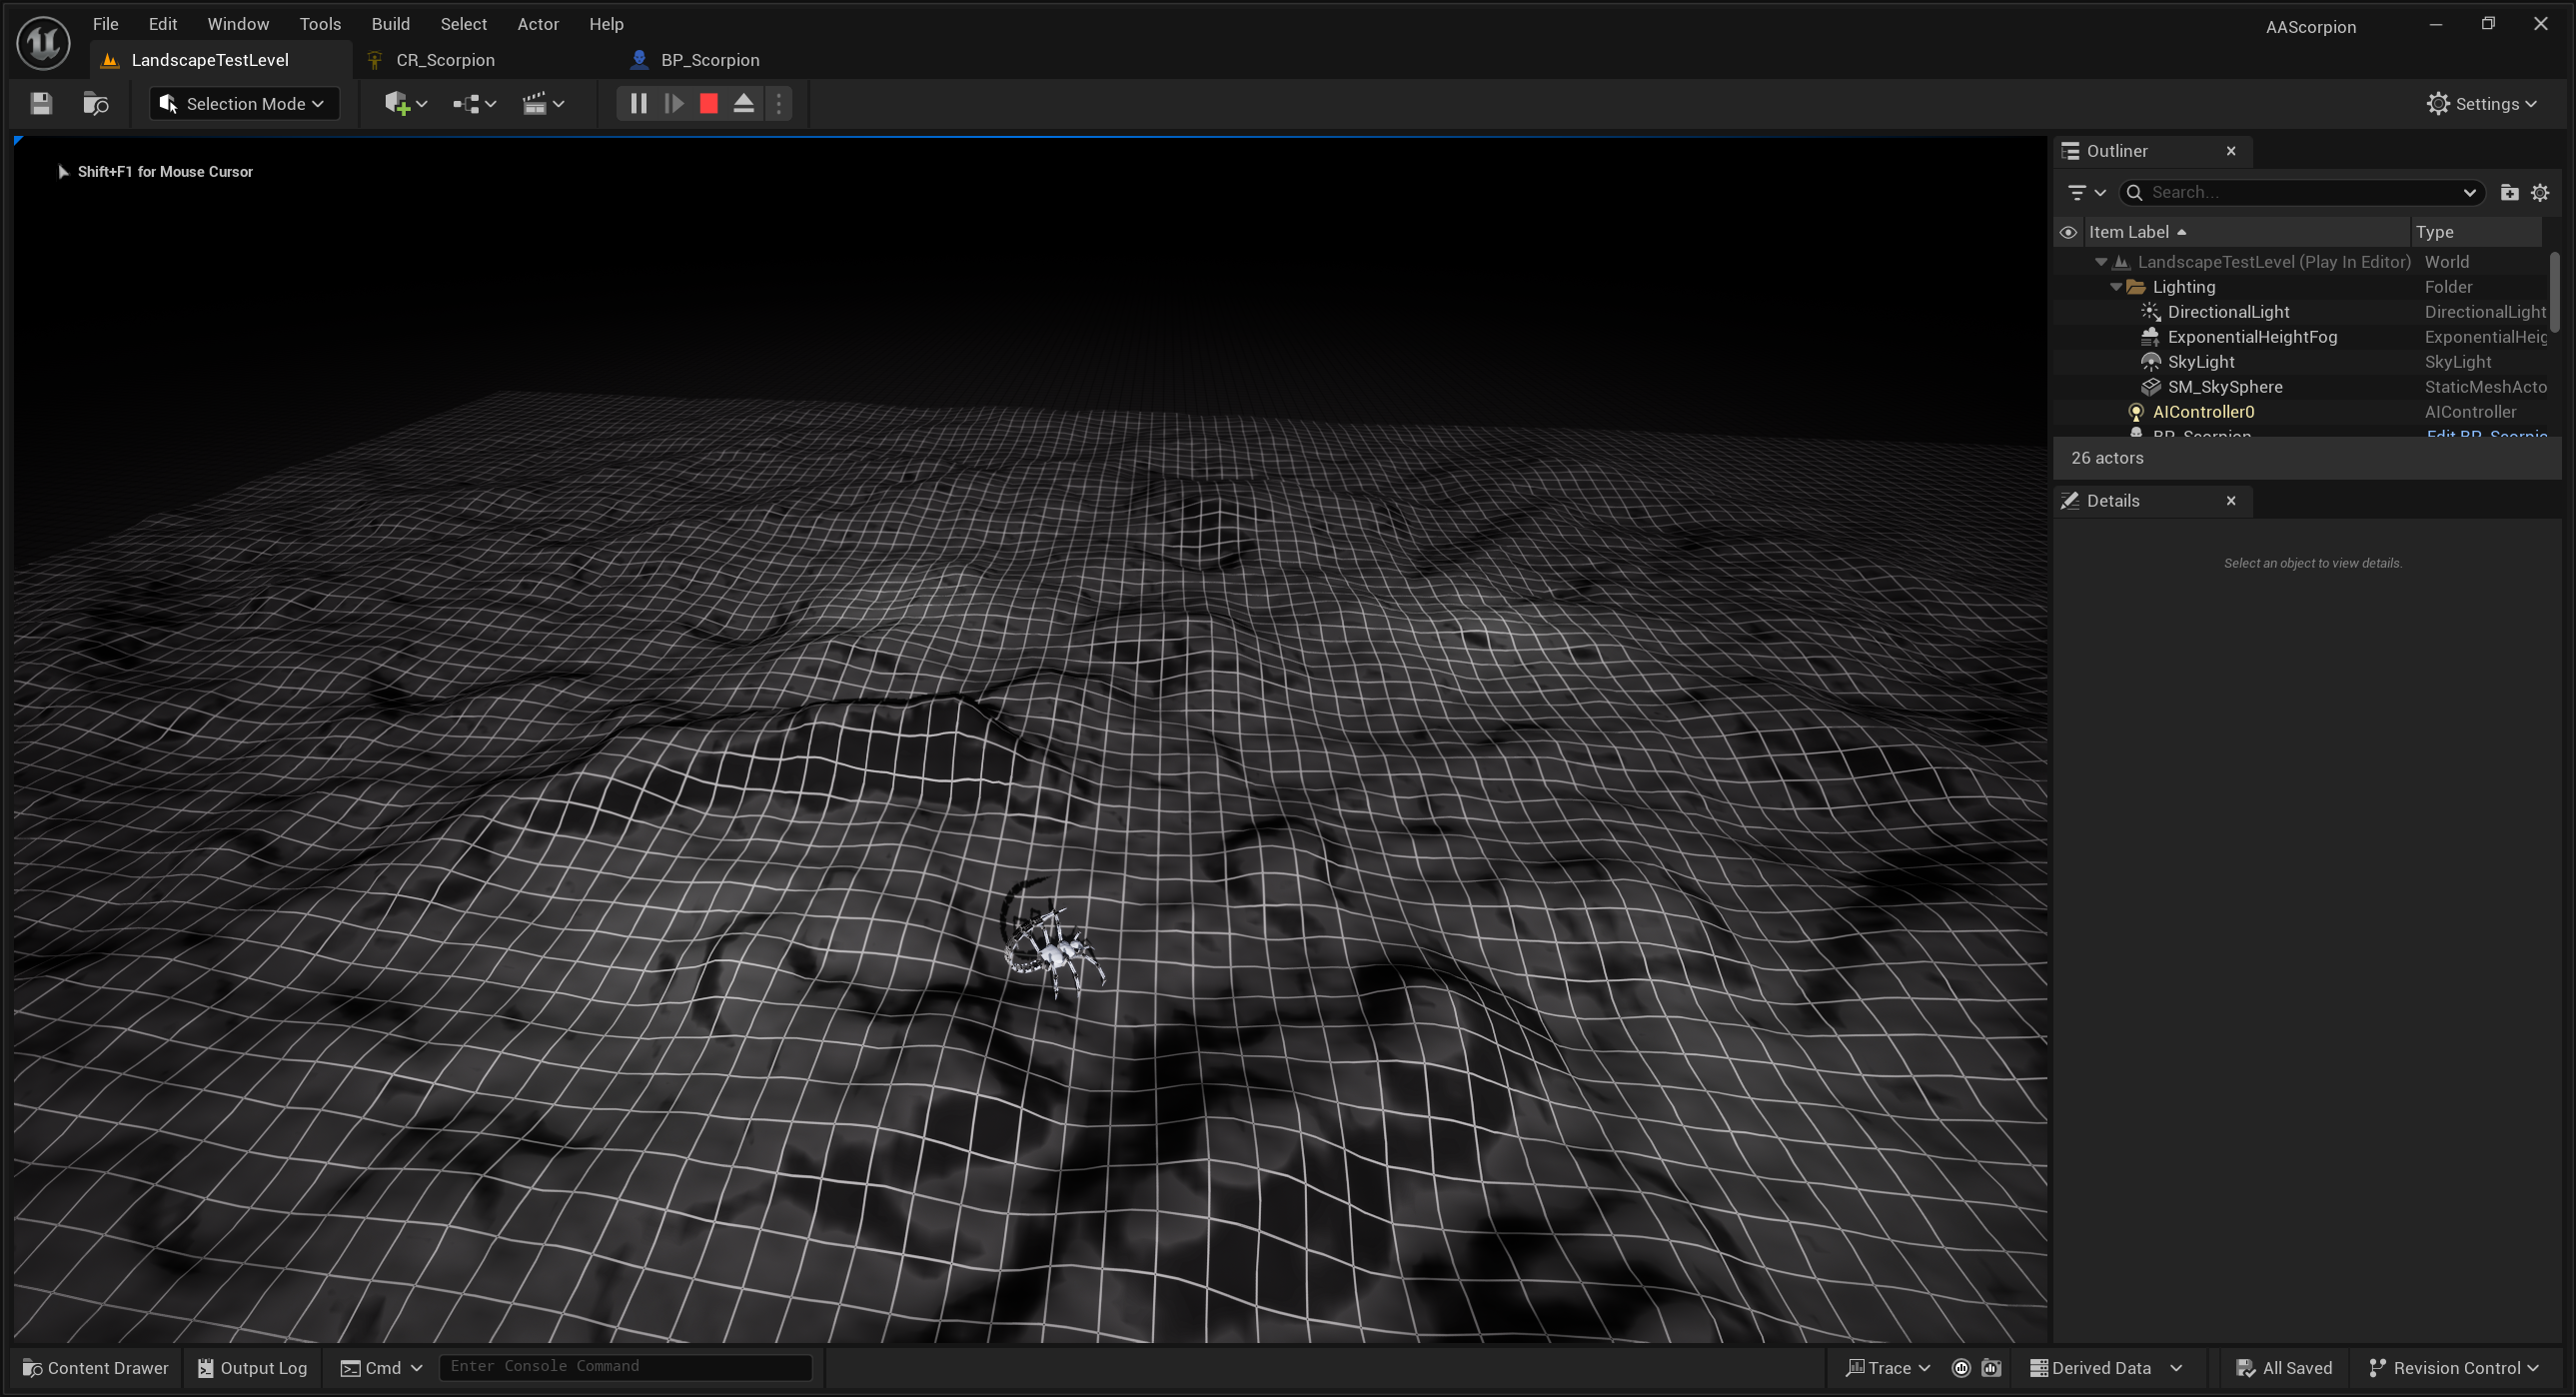 File Edit Window Tools Build Select Actor Help
AAScorpion
LandscapeTestLevel
CR_Scorpion
BP_Scorpion
Selection Mode
Settings
Shift+F1 for Mouse Cursor
Outliner
Search...
Item Label Type
LandscapeTestLevel (Play In Editor) World
Lighting Folder
DirectionalLight DirectionalLight
ExponentialHeightFog ExponentialHeig
SkyLight SkyLight
SM_SkySphere StaticMeshActo
AIController0 AIController
BP_Scorpion Edit BP_Scorpio
26 actors
Details
Select an object to view details.
Content Drawer Output Log Cmd Enter Console Command Trace Derived Data All Saved Revision Control